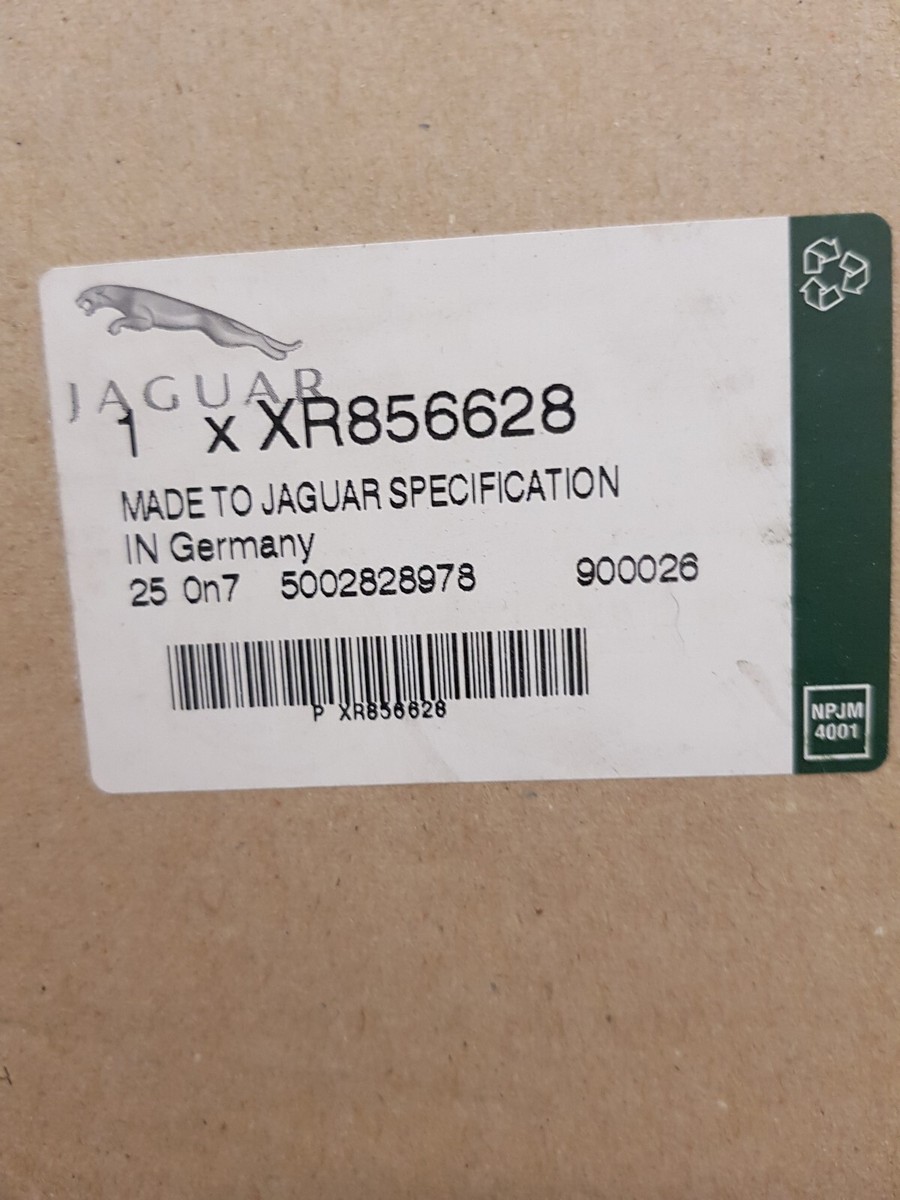 JAGUAR
1 x XR856628
MADE TO JAGUAR SPECIFICATION
IN Germany
25 0n7 5002828978 900026
P XR856628
NPJM
4001